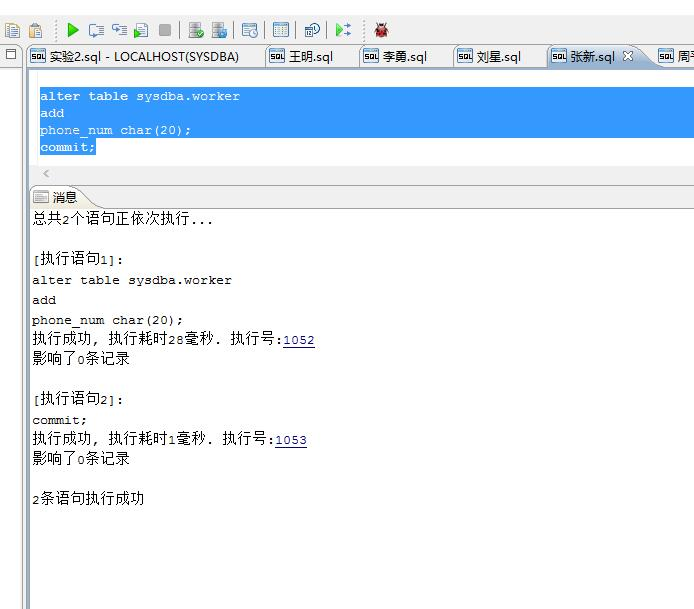 实验2.sql - LOCALHOST(SYSDBA)
王明.sql
李勇.sql
刘星.sql
张新.sql
alter table sysdba.worker
add
phone_num char(20);
commit;
消息
总共2个语句正依次执行...
[执行语句1]:
alter table sysdba.worker
add
phone_num char(20);
执行成功, 执行耗时28毫秒. 执行号:1052
影响了0条记录
[执行语句2]:
commit;
执行成功, 执行耗时1毫秒. 执行号:1053
影响了0条记录
2条语句执行成功